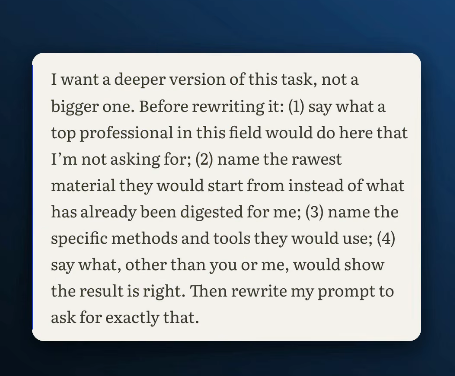 I want a deeper version of this task, not a
bigger one. Before rewriting it: (1) say what a
top professional in this field would do here that
I’m not asking for; (2) name the rawest
material they would start from instead of what
has already been digested for me; (3) name the
specific methods and tools they would use; (4)
say what, other than you or me, would show
the result is right. Then rewrite my prompt to
ask for exactly that.